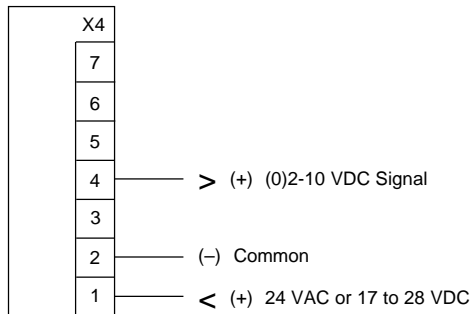 X4
7
6
5
4 > (+) (0)2-10 VDC Signal
3
2 (–) Common
1 < (+) 24 VAC or 17 to 28 VDC